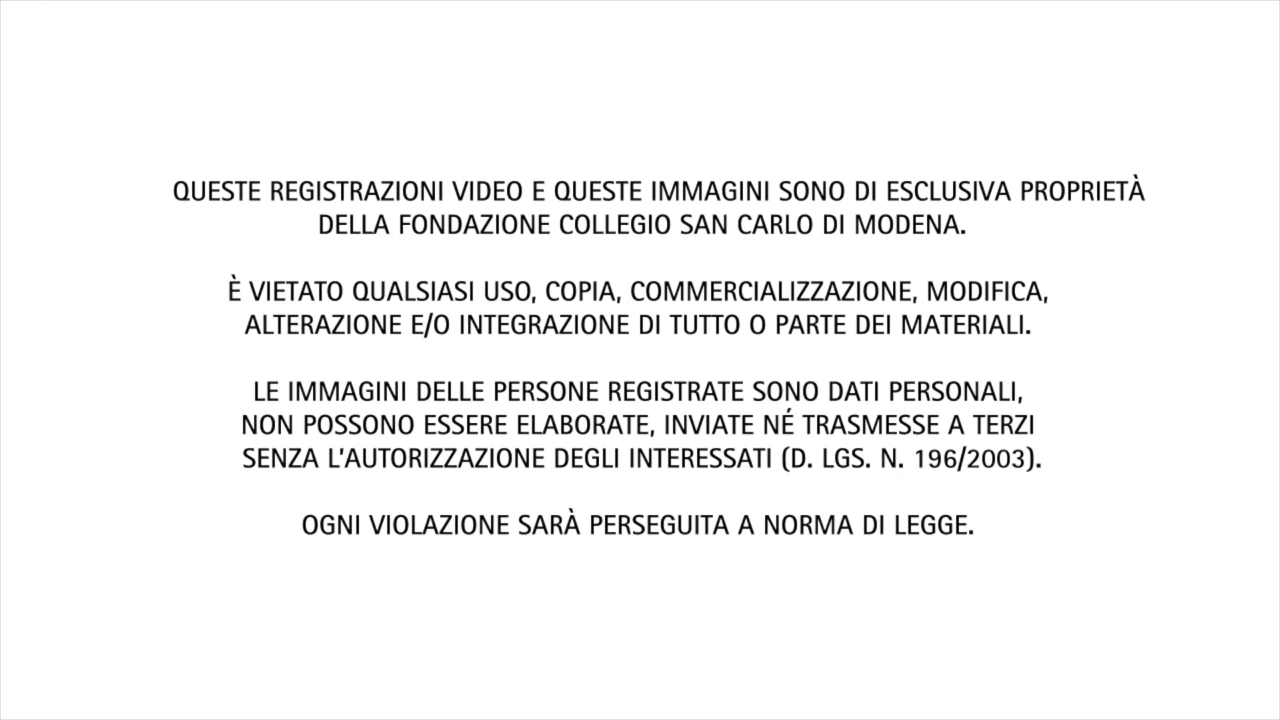 QUESTE REGISTRAZIONI VIDEO E QUESTE IMMAGINI SONO DI ESCLUSIVA PROPRIETÀ
DELLA FONDAZIONE COLLEGIO SAN CARLO DI MODENA.
È VIETATO QUALSIASI USO, COPIA, COMMERCIALIZZAZIONE, MODIFICA,
ALTERAZIONE E/O INTEGRAZIONE DI TUTTO O PARTE DEI MATERIALI.
LE IMMAGINI DELLE PERSONE REGISTRATE SONO DATI PERSONALI,
NON POSSONO ESSERE ELABORATE, INVIATE NÉ TRASMESSE A TERZI
SENZA L'AUTORIZZAZIONE DEGLI INTERESSATI (D. LGS. N. 196/2003).
OGNI VIOLAZIONE SARÀ PERSEGUITA A NORMA DI LEGGE.